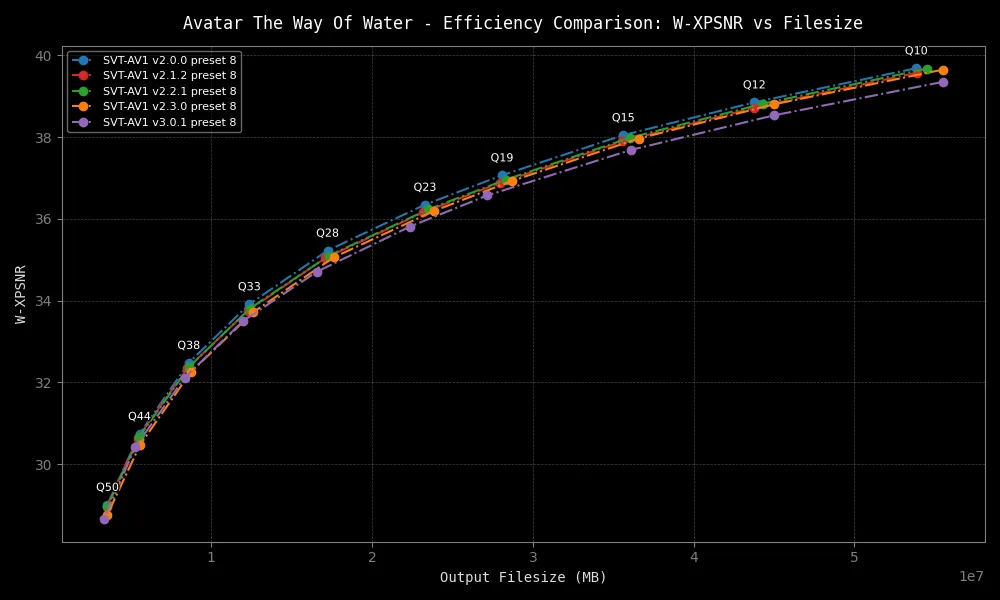 Avatar The Way Of Water - Efficiency Comparison: W-XPSNR vs Filesize
SVT-AV1 v2.0.0 preset 8
SVT-AV1 v2.1.2 preset 8
SVT-AV1 v2.2.1 preset 8
SVT-AV1 v2.3.0 preset 8
SVT-AV1 v3.0.1 preset 8
Q10
Q12
Q15
Q19
Q23
Q28
Q33
Q38
Q44
Q50
W-XPSNR
40
38
36
34
32
30
1 2 3 4 5
1e7
Output Filesize (MB)